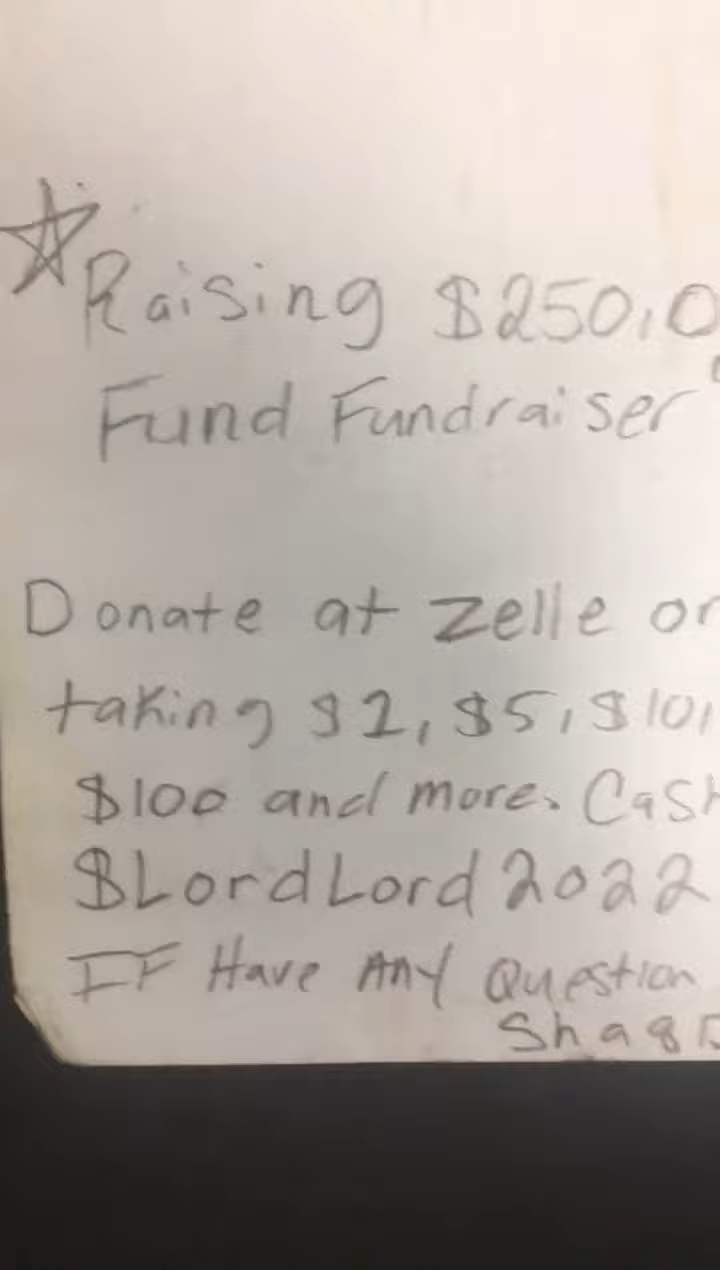 Raising $250,0
Fund Fundraiser
Donate at Zelle or
taking $2, $5, $10,
$100 and more. Cash
$LordLord2022
IF Have Any Question